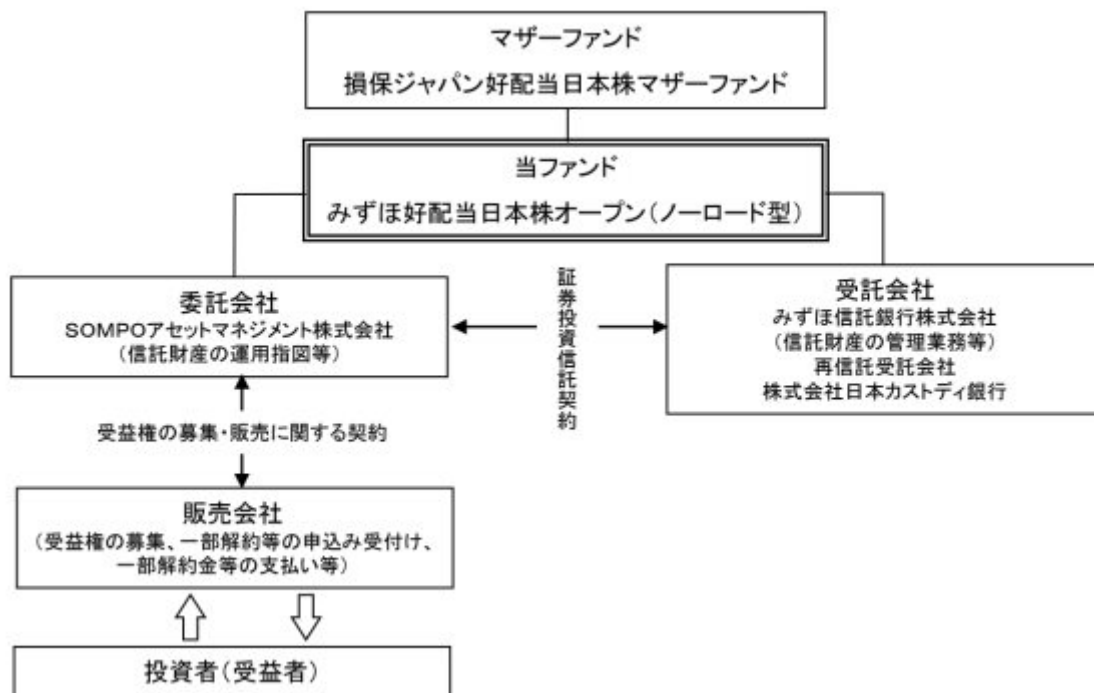 マザーファンド
損保ジャパン好配当日本株マザーファンド
当ファンド
みずほ好配当日本株オープン(ノーロード型)
委託会社
SOMPOアセットマネジメント株式会社
(信託財産の運用指図等)
証券投資信託契約
受託会社
みずほ信託銀行株式会社
(信託財産の管理業務等)
再信託受託会社
株式会社日本カストディ銀行
受益権の募集・販売に関する契約
販売会社
(受益権の募集、一部解約等の申込み受付け、
一部解約金等の支払い等)
投資者(受益者)